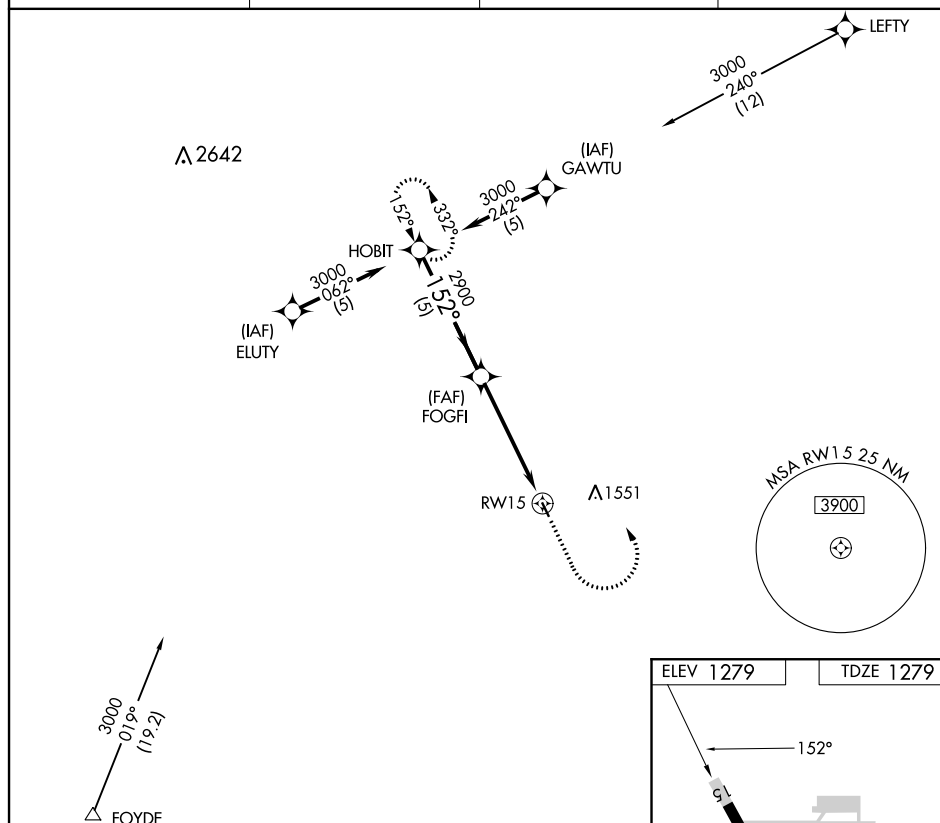 LEFTY
3000
240°
(12)
2642
(IAF)
GAWTU
3000
242°
(5)
152°
332°
HOBIT
3000
062°
(5)
(IAF)
ELUTY
2900
152°
(5)
(FAF)
FOGFI
RW15
1551
MSA RW15 25 NM
3900
ELEV 1279
TDZE 1279
152°
15
3000
019°
(19.2)